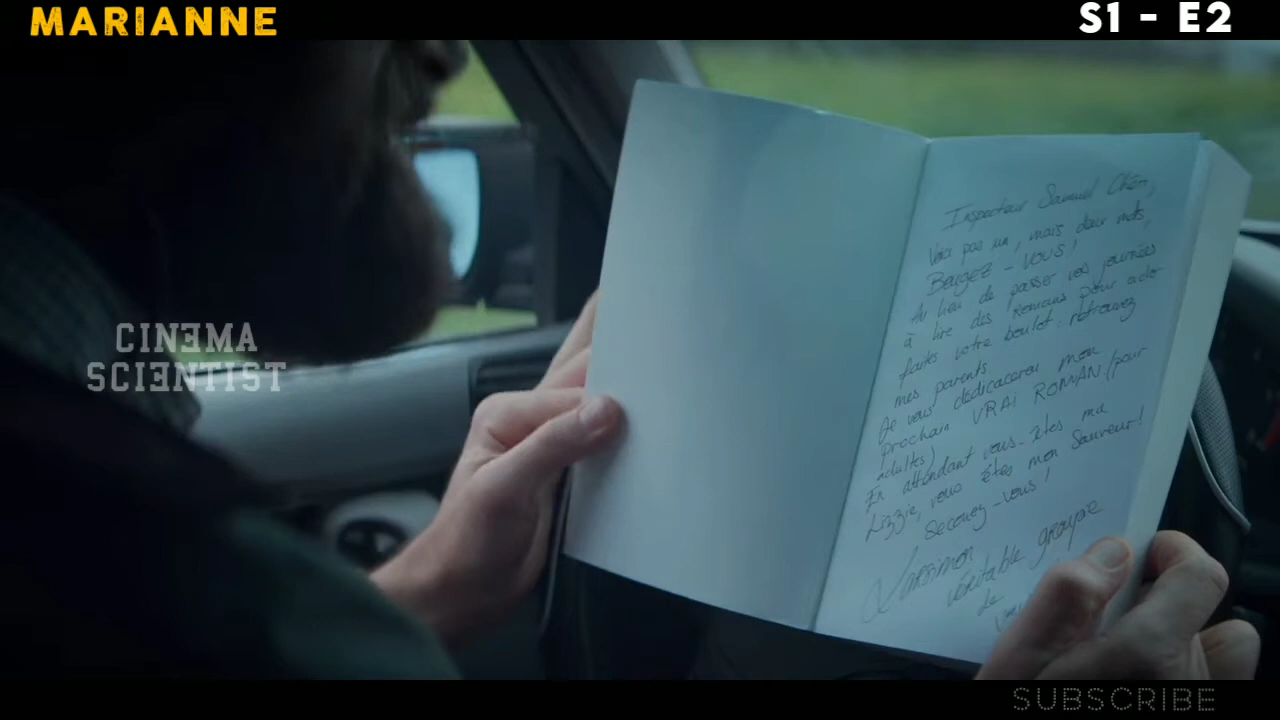 MARIANNE
S1 - E2
Inspecteur Samuel
Voici pas un, mais deux mots,
Bougez-vous!
Au lieu de passer vos journées
à lire des Romans pour ado
faites votre boulot: retrouvez
mes parents
Je vous dédicacerai mon
prochain VRAI ROMAN. (pour
adultes)
En attendant vous-êtes ma
Lizzie, vous êtes mon Sauveur!
Secouez-vous!
véritable groupie
de
CINEMA
SCIENTIST
SUBSCRIBE